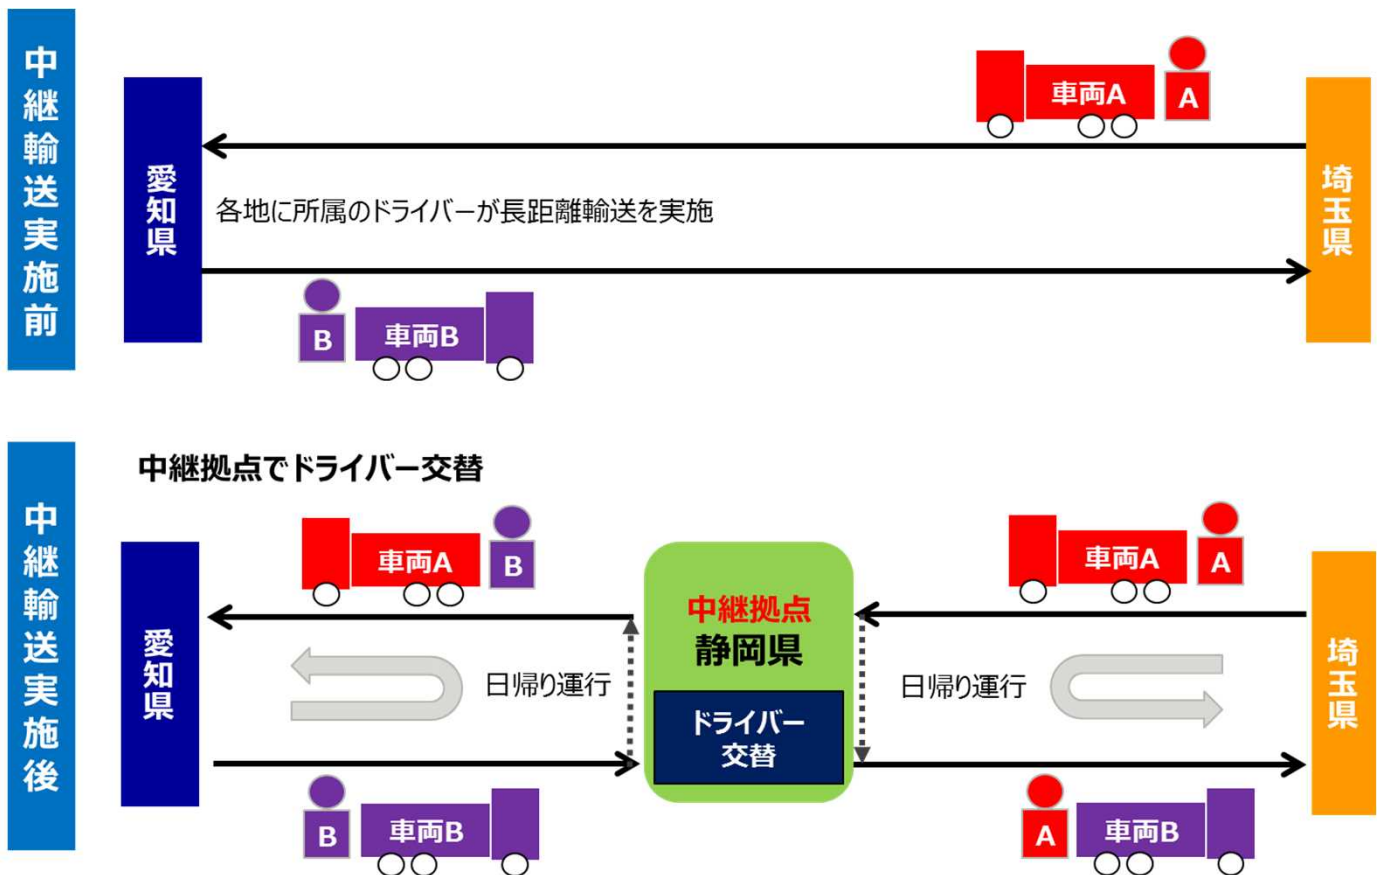 中継輸送実施前
愛知県
車両A
A
埼玉県
各地に所属のドライバーが長距離輸送を実施
B
車両B
中継輸送実施後
中継拠点でドライバー交替
愛知県
車両A
B
中継拠点
静岡県
ドライバー
交替
車両A
A
埼玉県
日帰り運行
日帰り運行
B
車両B
A
車両B